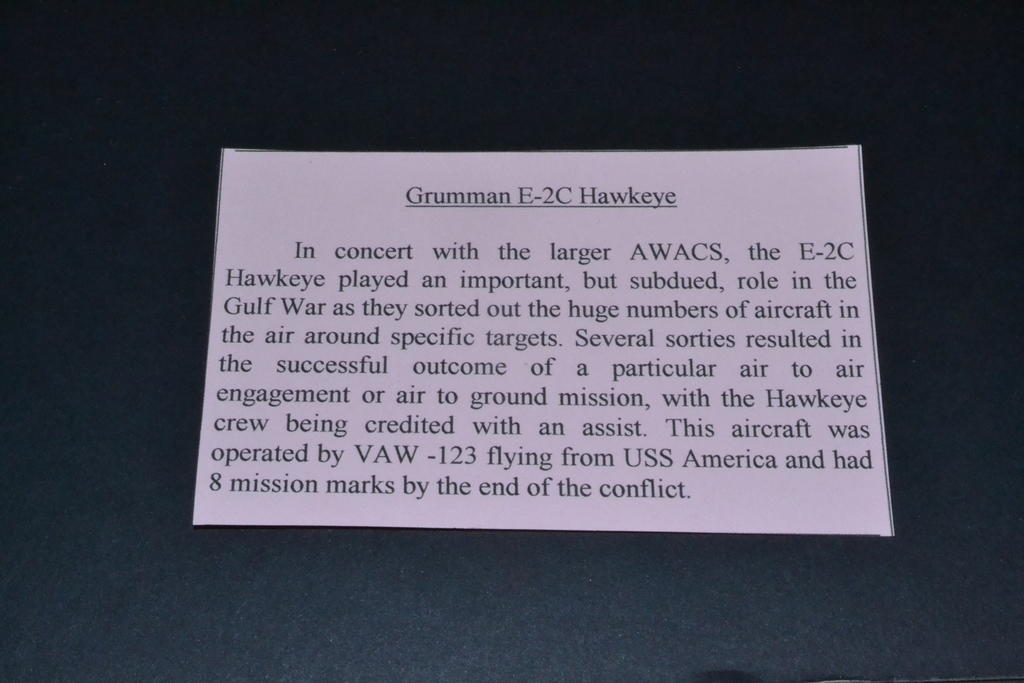 Grumman E-2C Hawkeye
In concert with the larger AWACS, the E-2C
Hawkeye played an important, but subdued, role in the
Gulf War as they sorted out the huge numbers of aircraft in
the air around specific targets. Several sorties resulted in
the successful outcome of a particular air to air
engagement or air to ground mission, with the Hawkeye
crew being credited with an assist. This aircraft was
operated by VAW -123 flying from USS America and had
8 mission marks by the end of the conflict.